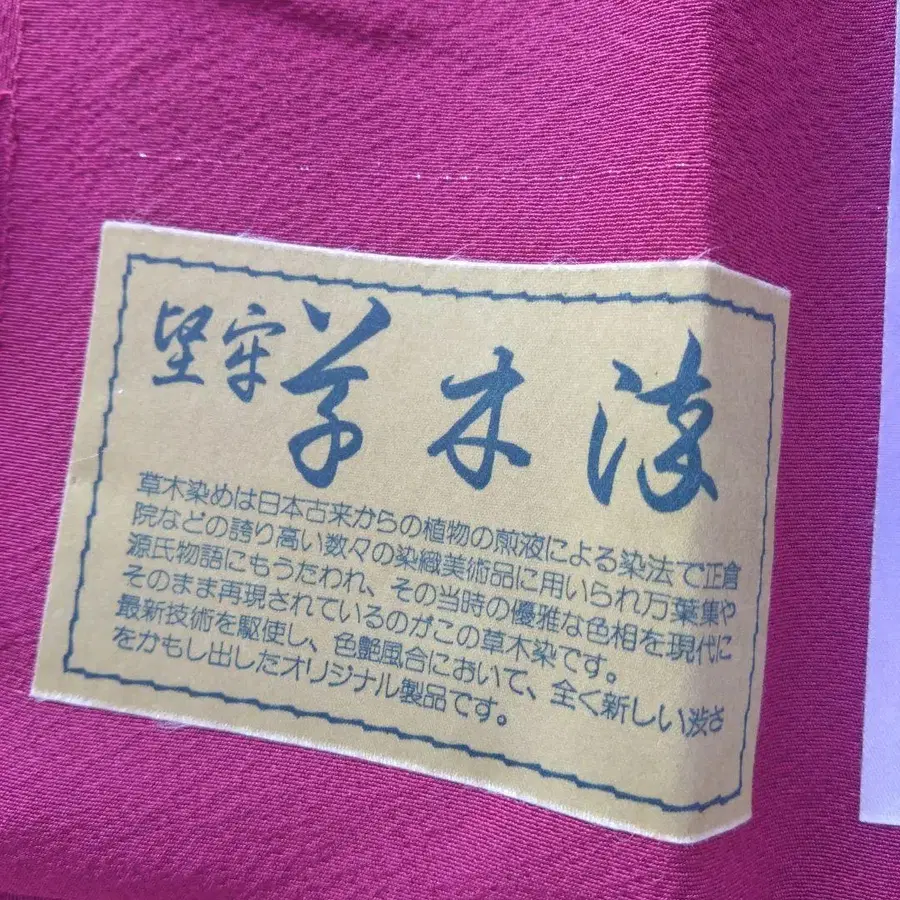 堅牢草木染
草木染めは日本古来からの植物の煎液による染法で正倉
院などの誇り高い数々の染織美術品に用いられ万葉集や
源氏物語にもうたわれ、その当時の優雅な色相を現代に
そのまま再現されているのがこの草木染です。
最新技術を駆使し、色艶風合において、全く新しい渋さ
をかもし出したオリジナル製品です。